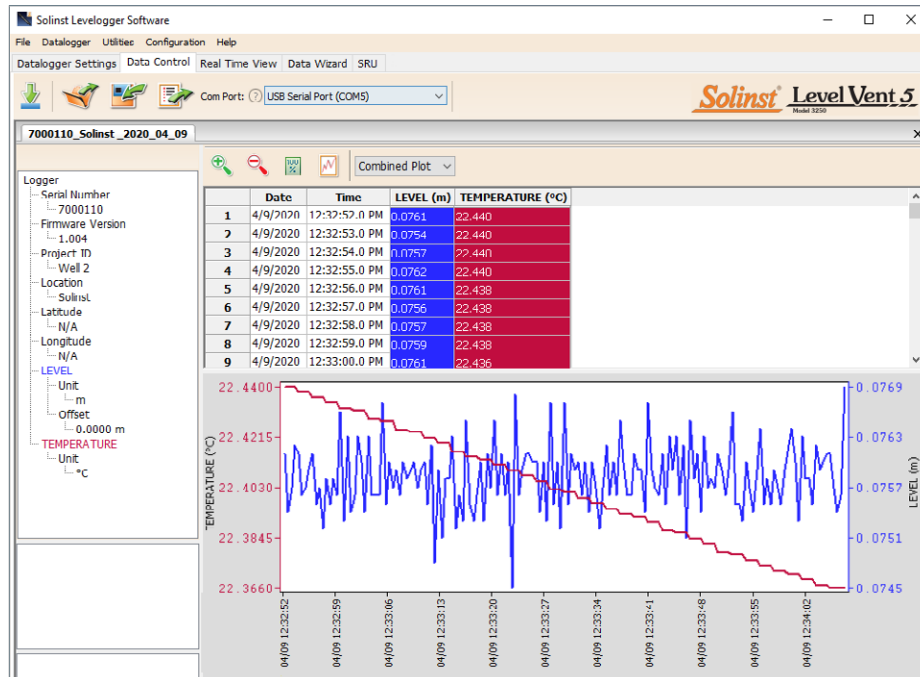 Solinst Levelogger Software
File Datalogger Utilities Configuration Help
Datalogger Settings Data Control Real Time View Data Wizard SRU
Com Port: ? USB Serial Port (COM5)
Solinst® Level Vent 5
Model 3250
7000110_Solinst _2020_04_09
Combined Plot
Logger
Serial Number
7000110
Firmware Version
1.004
Project ID
Well 2
Location
Solinst
Latitude
N/A
Longitude
N/A
LEVEL
Unit
m
Offset
0.0000 m
TEMPERATURE
Unit
°C
Date Time LEVEL (m) TEMPERATURE (°C)
1 4/9/2020 12:32:52.0 PM 0.0761 22.440
2 4/9/2020 12:32:53.0 PM 0.0754 22.440
3 4/9/2020 12:32:54.0 PM 0.0757 22.440
4 4/9/2020 12:32:55.0 PM 0.0762 22.440
5 4/9/2020 12:32:56.0 PM 0.0761 22.438
6 4/9/2020 12:32:57.0 PM 0.0756 22.438
7 4/9/2020 12:32:58.0 PM 0.0757 22.438
8 4/9/2020 12:32:59.0 PM 0.0759 22.438
9 4/9/2020 12:33:00.0 PM 0.0761 22.436
TEMPERATURE (°C)
22.4400
22.4215
22.4030
22.3845
22.3660
0.0769
0.0763
0.0757
0.0751
0.0745
LEVEL (m)
04/09 12:32:52
04/09 12:32:59
04/09 12:33:06
04/09 12:33:13
04/09 12:33:20
04/09 12:33:27
04/09 12:33:34
04/09 12:33:41
04/09 12:33:48
04/09 12:33:55
04/09 12:34:02